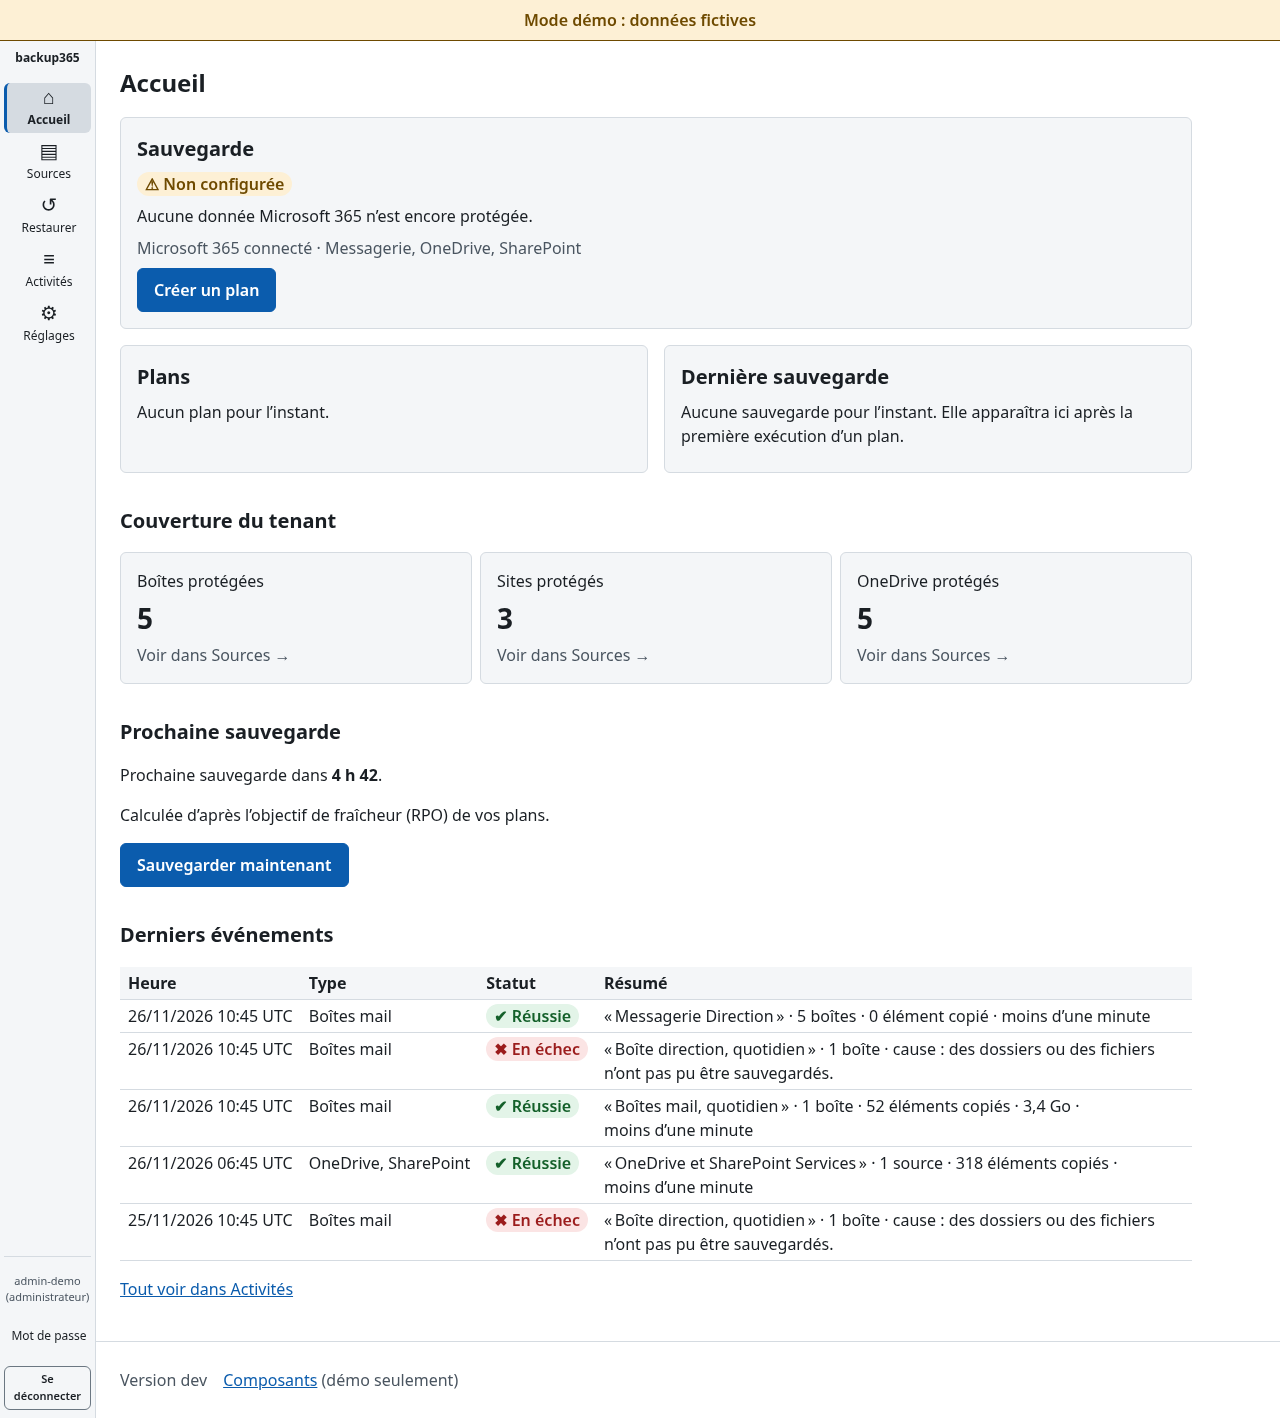 Mode démo : données fictives
backup365
Accueil
Sources
Restaurer
Activités
Réglages
admin-demo
(administrateur)
Mot de passe
Se
déconnecter
Accueil
Sauvegarde
⚠ Non configurée
Aucune donnée Microsoft 365 n’est encore protégée.
Microsoft 365 connecté · Messagerie, OneDrive, SharePoint
Créer un plan
Plans
Aucun plan pour l’instant.
Dernière sauvegarde
Aucune sauvegarde pour l’instant. Elle apparaîtra ici après la
première exécution d’un plan.
Couverture du tenant
Boîtes protégées
5
Voir dans Sources →
Sites protégés
3
Voir dans Sources →
OneDrive protégés
5
Voir dans Sources →
Prochaine sauvegarde
Prochaine sauvegarde dans 4 h 42.
Calculée d’après l’objectif de fraîcheur (RPO) de vos plans.
Sauvegarder maintenant
Derniers événements
Heure Type Statut Résumé
26/11/2026 10:45 UTC Boîtes mail ✔ Réussie « Messagerie Direction » · 5 boîtes · 0 élément copié · moins d’une minute
26/11/2026 10:45 UTC Boîtes mail ✖ En échec « Boîte direction, quotidien » · 1 boîte · cause : des dossiers ou des fichiers
n’ont pas pu être sauvegardés.
26/11/2026 10:45 UTC Boîtes mail ✔ Réussie « Boîtes mail, quotidien » · 1 boîte · 52 éléments copiés · 3,4 Go ·
moins d’une minute
26/11/2026 06:45 UTC OneDrive, SharePoint ✔ Réussie « OneDrive et SharePoint Services » · 1 source · 318 éléments copiés ·
moins d’une minute
25/11/2026 10:45 UTC Boîtes mail ✖ En échec « Boîte direction, quotidien » · 1 boîte · cause : des dossiers ou des fichiers
n’ont pas pu être sauvegardés.
Tout voir dans Activités
Version dev Composants (démo seulement)